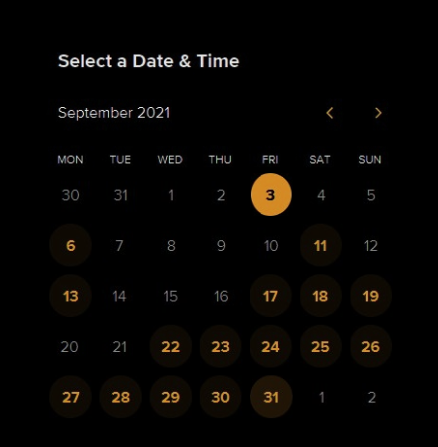 Select a Date & Time
September 2021
MON TUE WED THU FRI SAT SUN
30 31 1 2 3 4 5
6 7 8 9 10 11 12
13 14 15 16 17 18 19
20 21 22 23 24 25 26
27 28 29 30 31 1 2